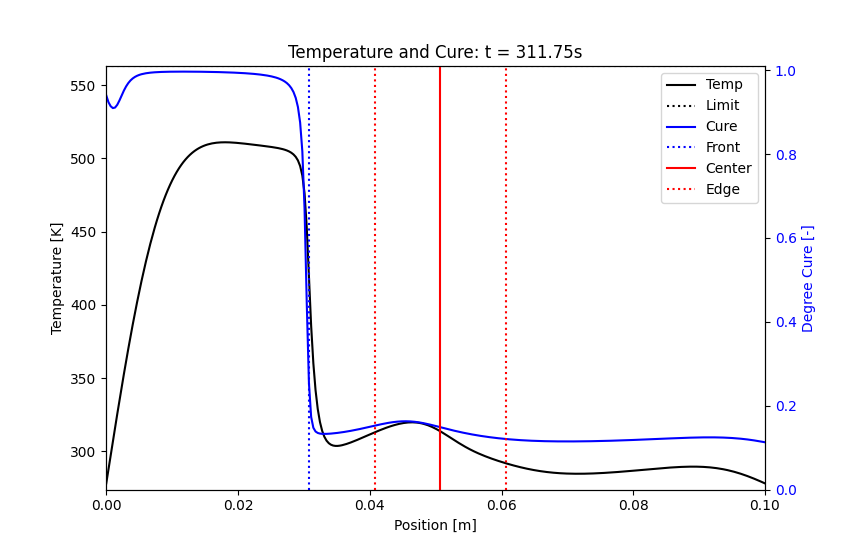 Temperature and Cure: t = 311.75s
550
500
450
400
350
300
Temperature [K]
1.0
0.8
0.6
0.4
0.2
0.0
Degree Cure [-]
Temp
Limit
Cure
Front
Center
Edge
0.00 0.02 0.04 0.06 0.08 0.10
Position [m]